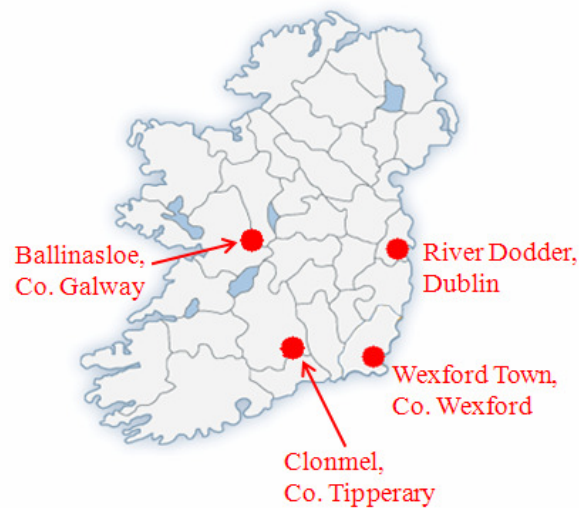 Ballinasloe,
Co. Galway
River Dodder,
Dublin
Wexford Town,
Co. Wexford
Clonmel,
Co. Tipperary